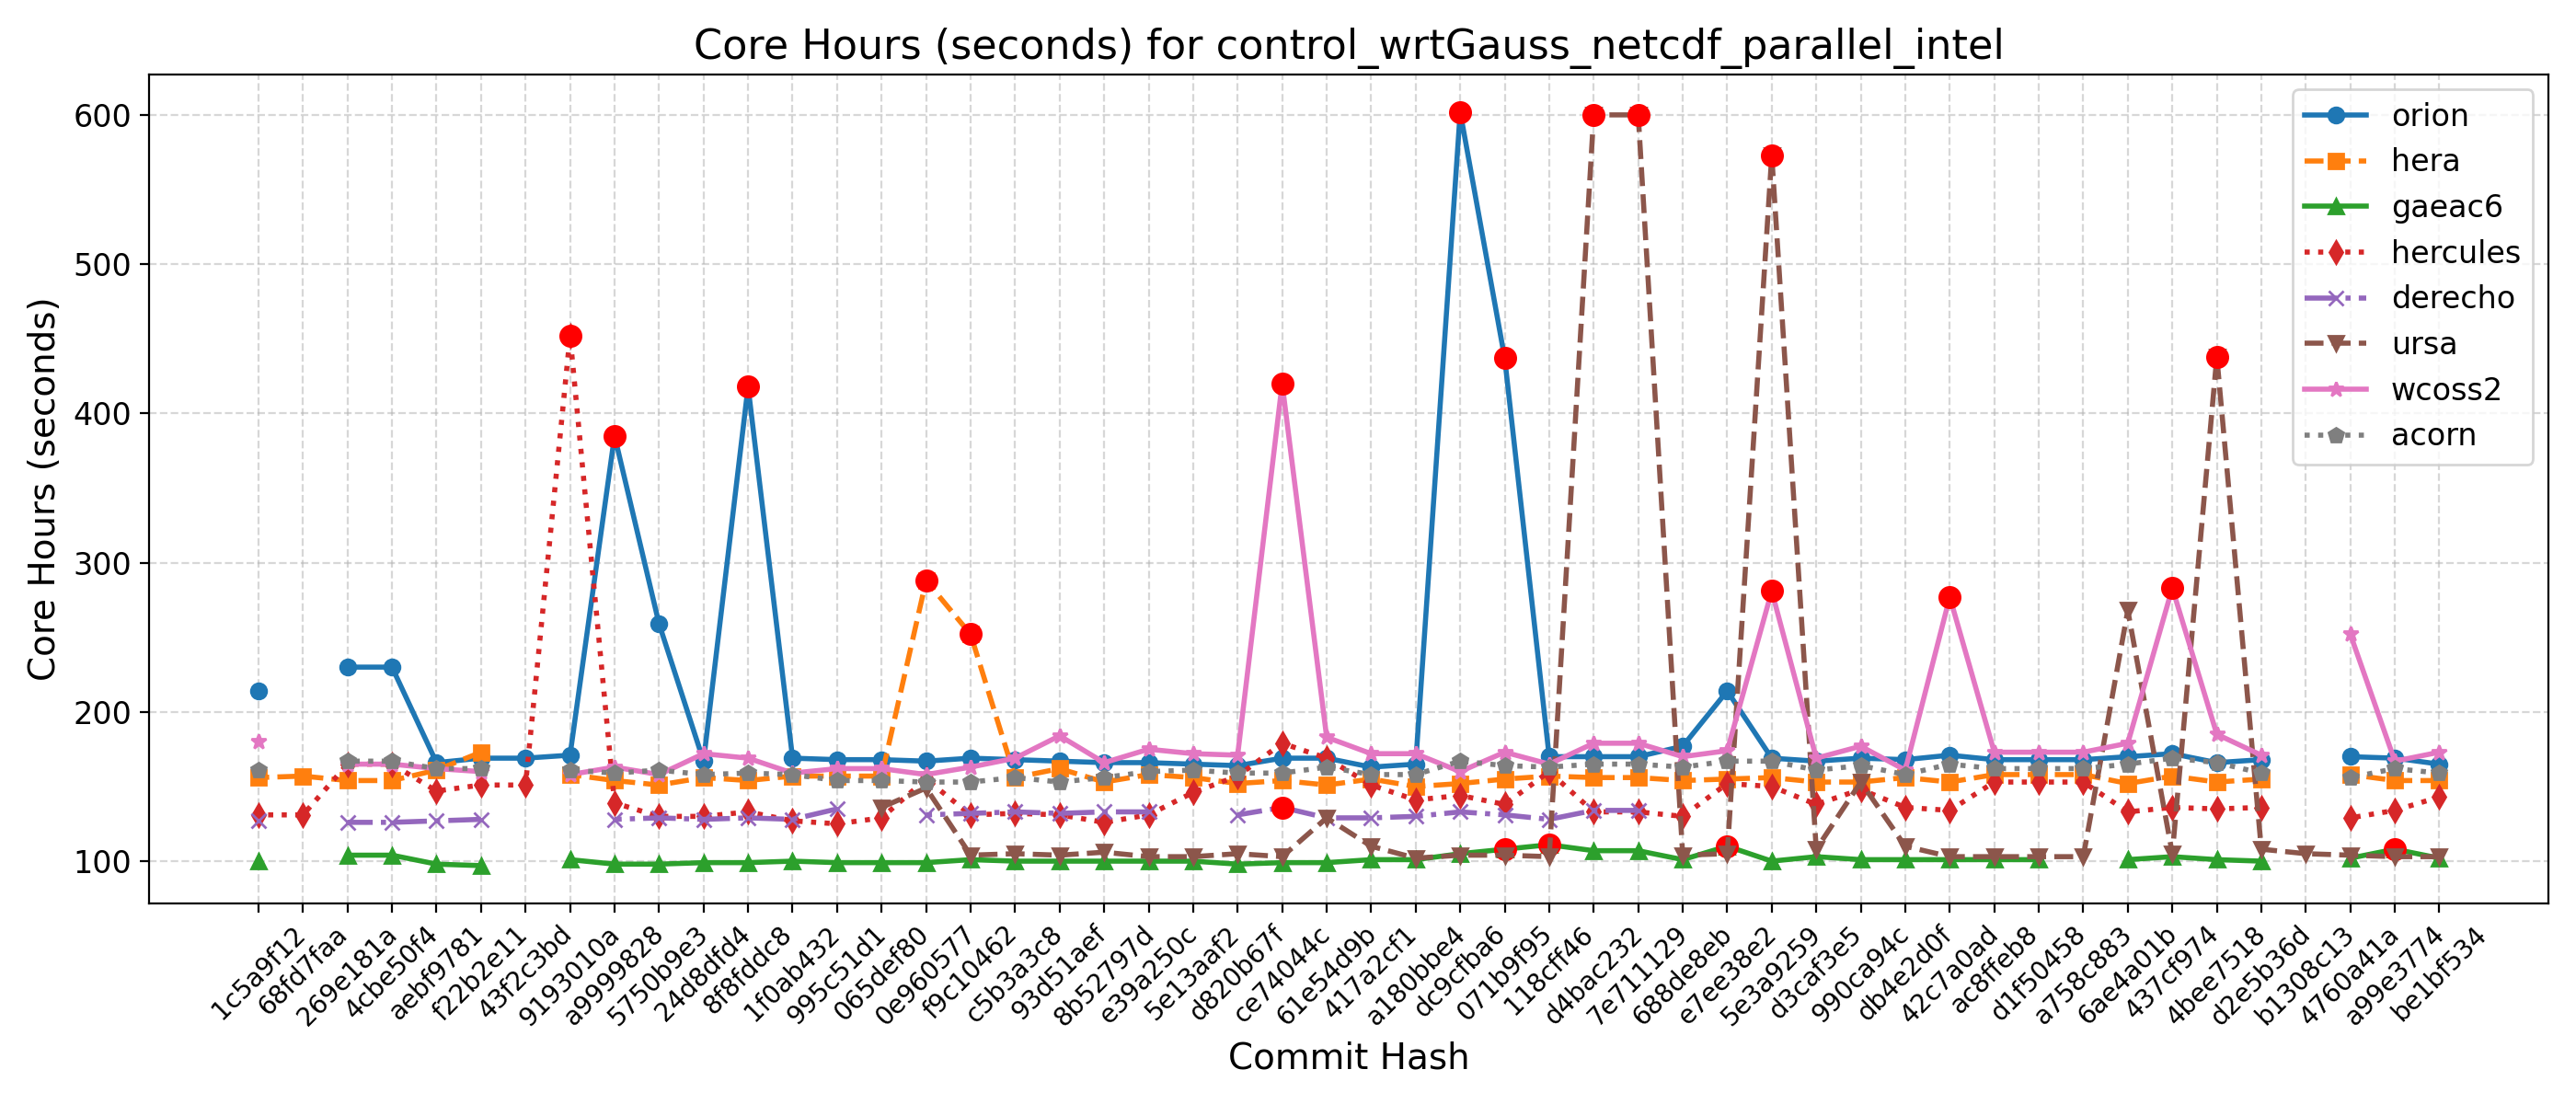 Core Hours (seconds) for control_wrtGauss_netcdf_parallel_intel
Core Hours (seconds)
600
500
400
300
200
100
orion
hera
gaeac6
hercules
derecho
ursa
wcoss2
acorn
1c5a9f12
68fd7faa
269e181a
4cbe50f4
aebf9781
f22b2e11
43f2c3bd
9193010a
a9999828
5750b9e3
24d8dfd4
8f8fddc8
1f0ab432
995c51d1
065def80
0e960577
f9c10462
c5b3a3c8
93d51aef
8b52797d
e39a250c
5e13aaf2
d820b67f
ce74044c
61e54d9b
417a2cf1
a180bbe4
dc9cfba6
071b9f95
118cff46
d4bac232
7e711129
688de8eb
e7ee38e2
5e3a9259
d3caf3e5
990ca94c
db4e2d0f
42c7a0ad
ac8ffeb8
d1f50458
a758c883
6ae4a01b
437cf974
4bee7518
d2e5b36d
b1308c13
4760a41a
a99e3774
be1bf534
Commit Hash